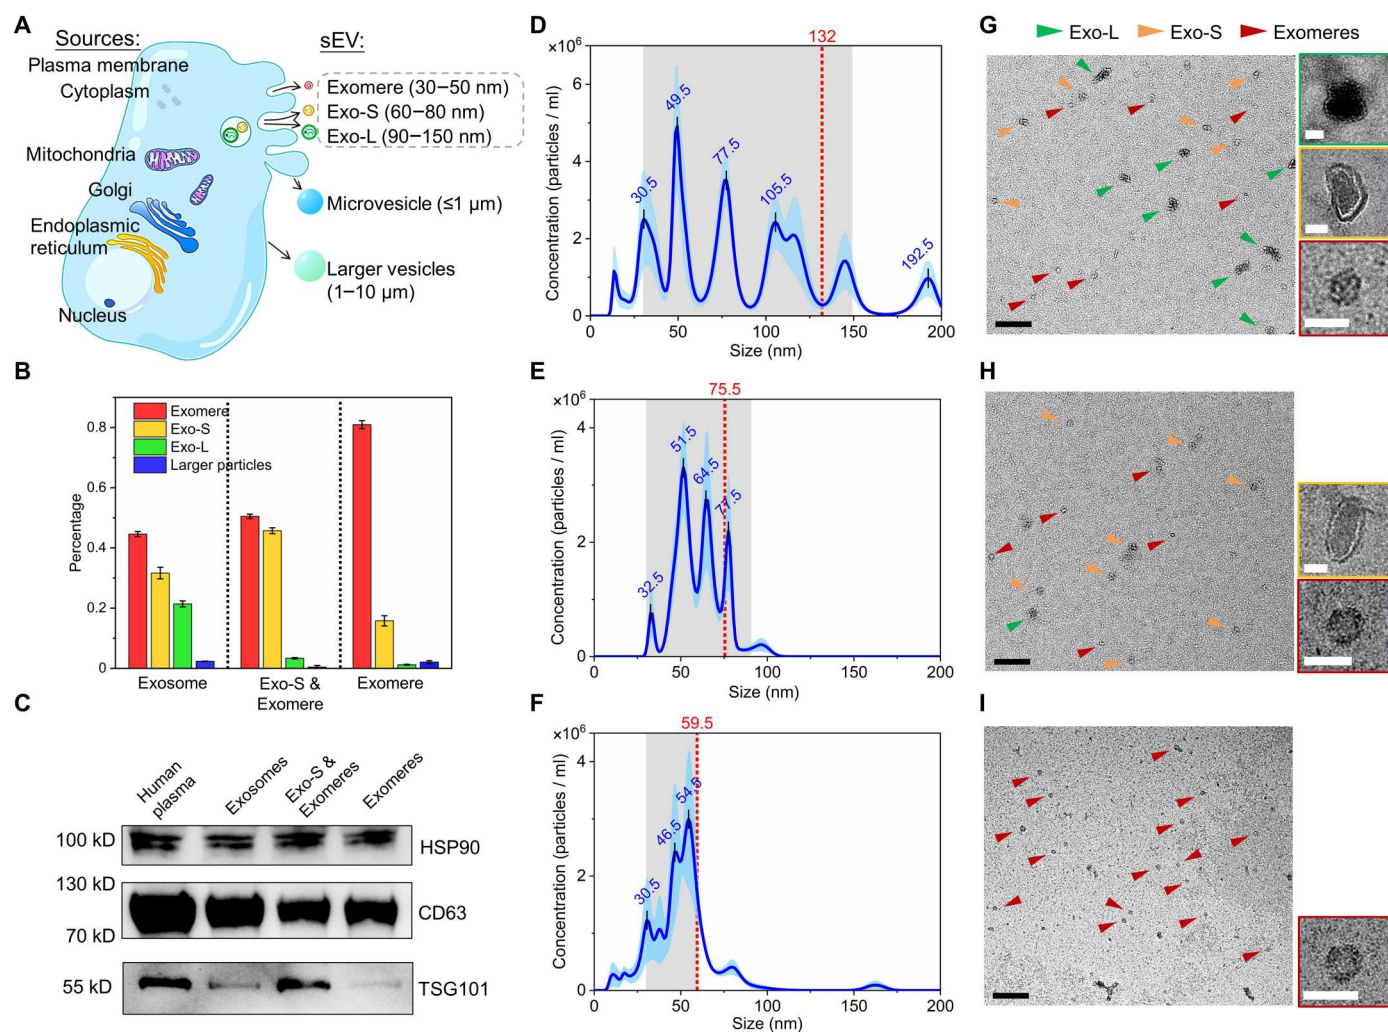 A
Sources:
Plasma membrane
Cytoplasm
Mitochondria
Golgi
Endoplasmic
reticulum
Nucleus
sEV:
Exomere (30–50 nm)
Exo-S (60–80 nm)
Exo-L (90–150 nm)
Microvesicle (≤1 μm)
Larger vesicles
(1–10 μm)
B
Percentage
0.8
0.6
0.4
0.2
0
Exomere
Exo-S
Exo-L
Larger particles
Exosome
Exo-S &
Exomere
Exomere
C
Human
plasma
Exosomes
Exo-S &
Exomeres
Exomeres
100 kD
HSP90
130 kD
CD63
70 kD
55 kD
TSG101
D
132
×10⁶
Concentration (particles / ml)
6
4
2
0
30.5
49.5
77.5
105.5
192.5
0
50
100
150
200
Size (nm)
E
75.5
×10⁶
Concentration (particles / ml)
4
2
0
32.5
51.5
64.5
77.5
0
50
100
150
200
Size (nm)
F
59.5
×10⁶
Concentration (particles / ml)
4
2
0
30.5
46.5
54.5
0
50
100
150
200
Size (nm)
G
Exo-L
Exo-S
Exomeres
H
I